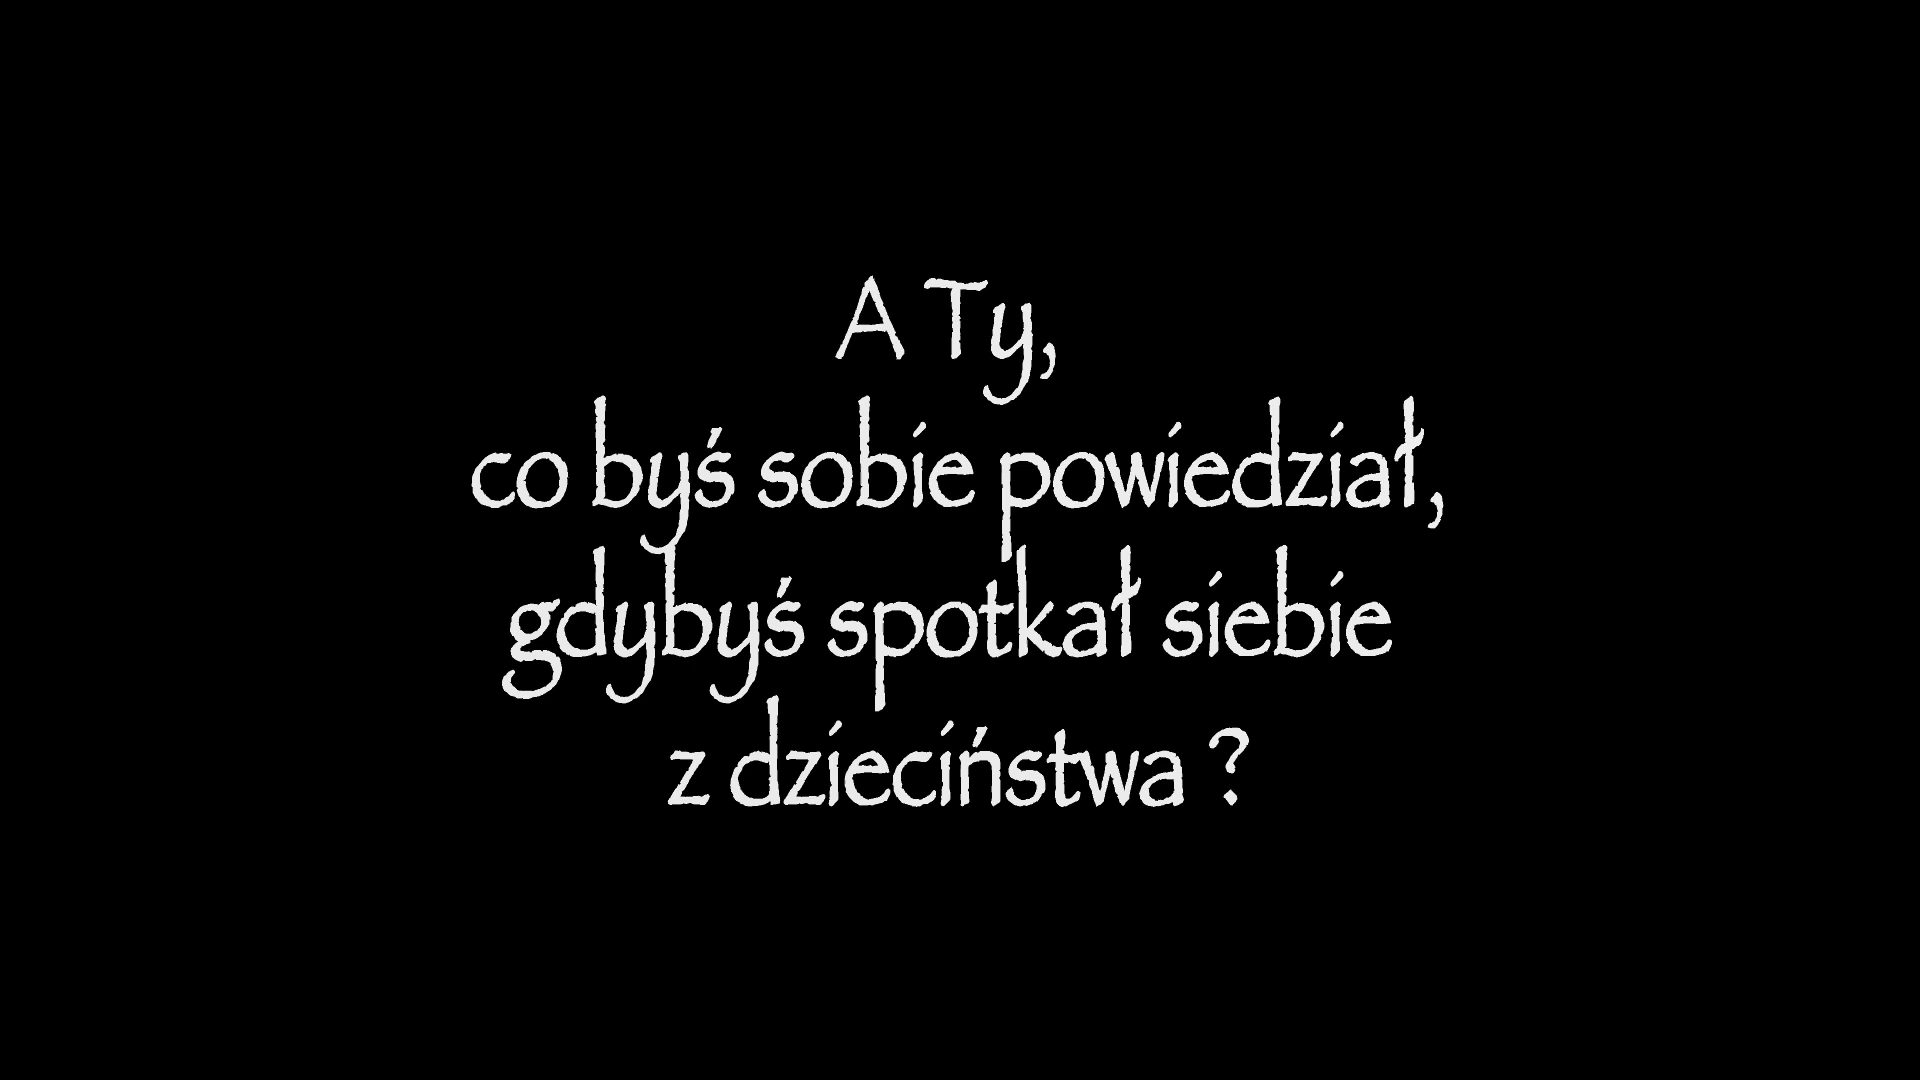 A Ty,
co byś sobie powiedział,
gdybyś spotkał siebie
z dzieciństwa ?